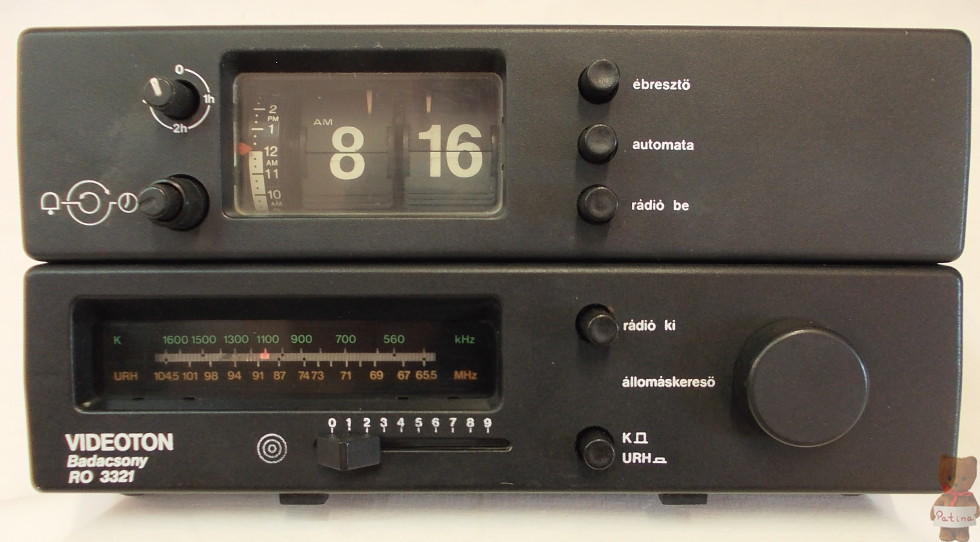 0
1h
2h
2
PM
1
12
AM
11
10
AM
AM
8
16
ébresztő
automata
rádió be
K 1600 1500 1300 1100 900 700 560 kHz
URH 104.5 101 98 94 91 87 74 73 71 69 67 65.5 MHz
rádió ki
állomáskereső
K
URH
0 1 2 3 4 5 6 7 8 9
VIDEOTON
Badacsony
RO 3321
Patina